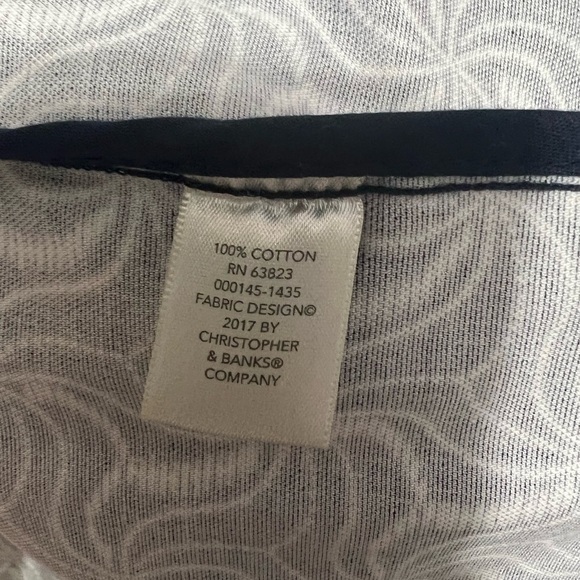 100% COTTON
RN 63823
000145-1435
FABRIC DESIGN©
2017 BY
CHRISTOPHER
& BANKS®
COMPANY